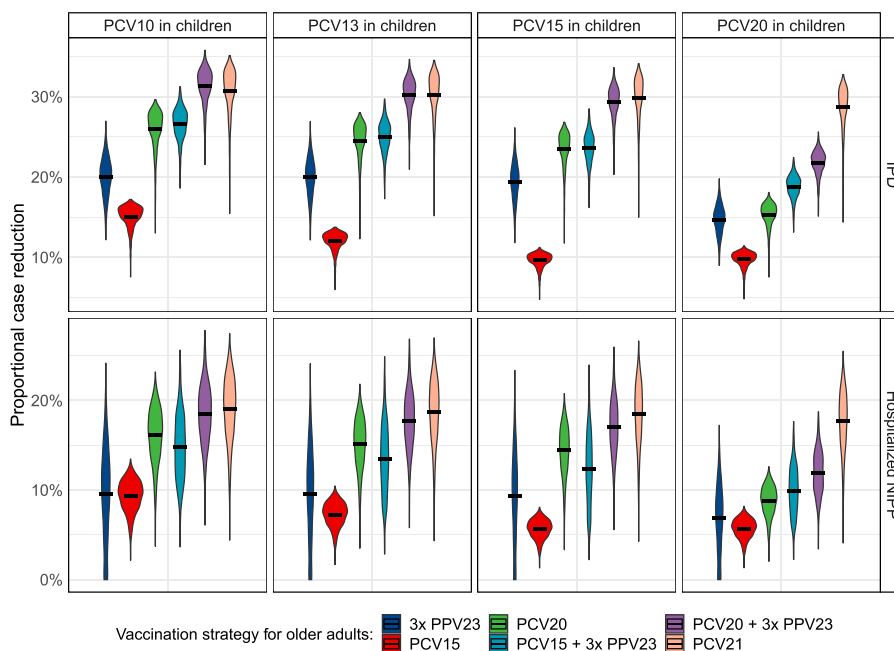 PCV10 in children PCV13 in children PCV15 in children PCV20 in children
Proportional case reduction
30%
20%
10%
IPD
20%
10%
0%
Hospitalized NIPP
Vaccination strategy for older adults:
3x PPV23 PCV20 PCV20 + 3x PPV23
PCV15 PCV15 + 3x PPV23 PCV21